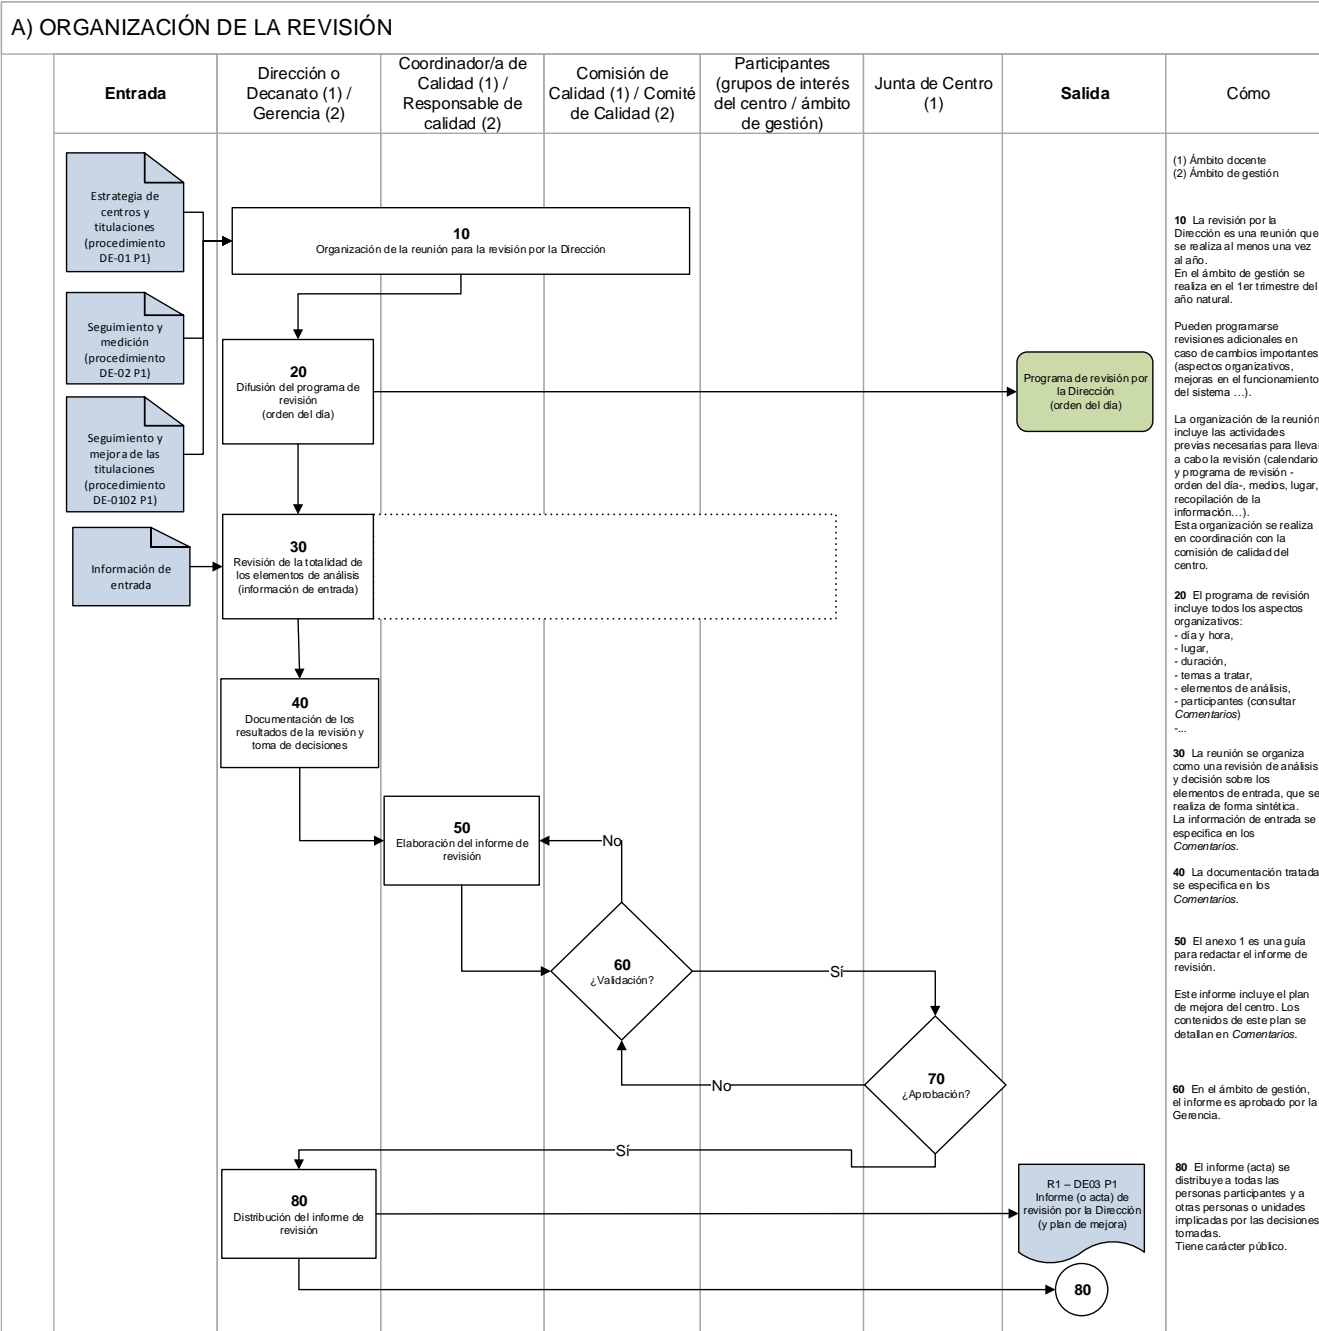 A) ORGANIZACIÓN DE LA REVISIÓN
Entrada
Dirección o
Decanato (1) /
Gerencia (2)
Coordinador/a de
Calidad (1) /
Responsable de
calidad (2)
Comisión de
Calidad (1) / Comité
de Calidad (2)
Participantes
(grupos de interés
del centro / ámbito
de gestión)
Junta de Centro
(1)
Salida
Cómo
Estrategia de
centros y
titulaciones
(procedimiento
DE-01 P1)
Seguimiento y
medición
(procedimiento
DE-02 P1)
Seguimiento y
mejora de las
titulaciones
(procedimiento
DE-0102 P1)
Información de
entrada
10
Organización de la reunión para la revisión por la Dirección
20
Difusión del programa de
revisión
(orden del día)
Programa de revisión por
la Dirección
(orden del día)
30
Revisión de la totalidad de
los elementos de análisis
(información de entrada)
40
Documentación de los
resultados de la revisión y
toma de decisiones
50
Elaboración del informe de
revisión
No
60
¿Validación?
Sí
70
¿Aprobación?
No
Sí
80
Distribución del informe de
revisión
R1 – DE03 P1
Informe (o acta) de
revisión por la Dirección
(y plan de mejora)
80
(1) Ámbito docente
(2) Ámbito de gestión
10 La revisión por la
Dirección es una reunión que
se realiza al menos una vez
al año.
En el ámbito de gestión se
realiza en el 1er trimestre del
año natural.
Pueden programarse
revisiones adicionales en
caso de cambios importantes
(aspectos organizativos,
mejoras en el funcionamiento
del sistema ...).
La organización de la reunión
incluye las actividades
previas necesarias para llevar
a cabo la revisión (calendario
y programa de revisión -
orden del día-, medios, lugar,
recopilación de la
información...).
Esta organización se realiza
en coordinación con la
comisión de calidad del
centro.
20 El programa de revisión
incluye todos los aspectos
organizativos:
- día y hora,
- lugar,
- duración,
- temas a tratar,
- elementos de análisis,
- participantes (consultar
Comentarios)
-...
30 La reunión se organiza
como una revisión de análisis
y decisión sobre los
elementos de entrada, que se
realiza de forma sintética.
La información de entrada se
especifica en los
Comentarios.
40 La documentación tratada
se especifica en los
Comentarios.
50 El anexo 1 es una guía
para redactar el informe de
revisión.
Este informe incluye el plan
de mejora del centro. Los
contenidos de este plan se
detallan en Comentarios.
60 En el ámbito de gestión,
el informe es aprobado por la
Gerencia.
80 El informe (acta) se
distribuye a todas las
personas participantes y a
otras personas o unidades
implicadas por las decisiones
tomadas.
Tiene carácter público.